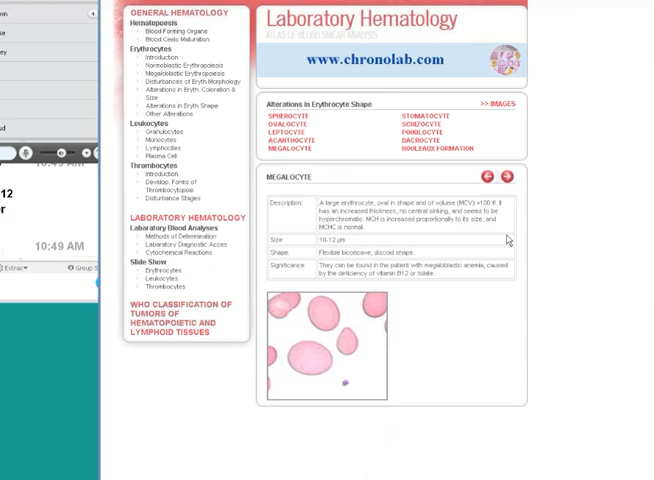 12
r
10:49 AM
Extras
Group S
GENERAL HEMATOLOGY
Hematopoesis
Blood Forming Organs
Blood Ceels Maturation
Erythrocytes
Introduction
Normoblastic Erythropoiesis
Megaloblastic Erythropoiesis
Disturbances of Eryth Morphology
Alterations in Eryth. Coloration &
Size
Alterations in Eryth Shape
Other Alterations
Leukocytes
Granulocytes
Monocytes
Lymphocites
Plasma Cell
Thrombocytes
Introduction
Develop. Forms of
Thrombocytopoie
Disturbance Stages
LABORATORY HEMATOLOGY
Laboratory Blood Analyses
Methods of Determination
Laboratory Diagnostic Acces.
Cytochemical Reactions
Slide Show
Erythrocytes
Leukocytes
Thrombocytes
WHO CLASSIFICATION OF
TUMORS OF
HEMATOPOIETIC AND
LYMPHOID TISSUES
Laboratory Hematology
ATLAS OF BLOOD SMEAR ANALYSIS
www.chronolab.com
Alterations In Erythrocyte Shape >> IMAGES
SPHEROCYTE STOMATOCYTE
OVALOCYTE SCHIZOCYTE
LEPTOCYTE POIKILOCYTE
ACANTHOCYTE DACROCYTE
MEGALOCYTE ROULEAUX FORMATION
MEGALOCYTE
Description: A large erythrocyte, oval in shape and of volume (MCV) >100 fl. It
has an increased thickness, no central sinking, and seems to be
hyperchromatic. MCH is increased proportionally to its size, and
MCHC is normal.
Size: 10-12 µm
Shape: Flexible biconcave, discoid shape.
Significance: They can be found in the patient with megaloblastic anemia, caused
by the deficiency of vitamin B12 or folate.